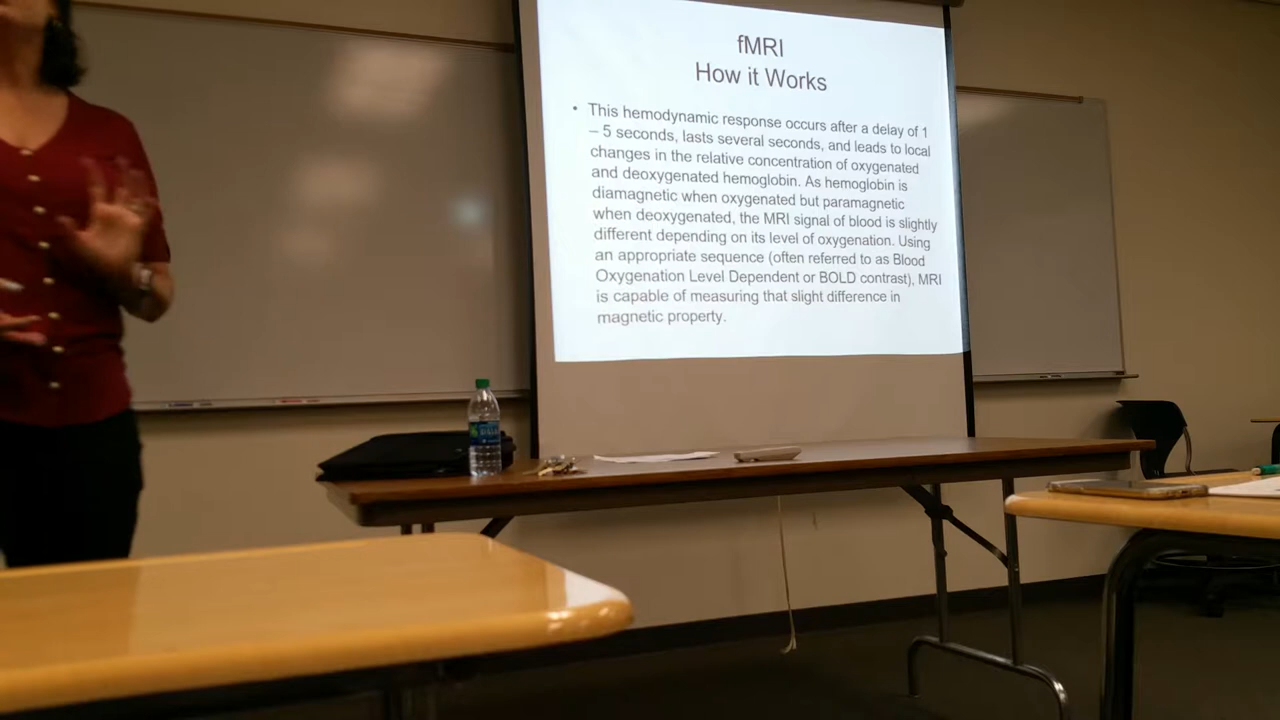 fMRI
How it Works
• This hemodynamic response occurs after a delay of 1
– 5 seconds, lasts several seconds, and leads to local
changes in the relative concentration of oxygenated
and deoxygenated hemoglobin. As hemoglobin is
diamagnetic when oxygenated but paramagnetic
when deoxygenated, the MRI signal of blood is slightly
different depending on its level of oxygenation. Using
an appropriate sequence (often referred to as Blood
Oxygenation Level Dependent or BOLD contrast), MRI
is capable of measuring that slight difference in
magnetic property.